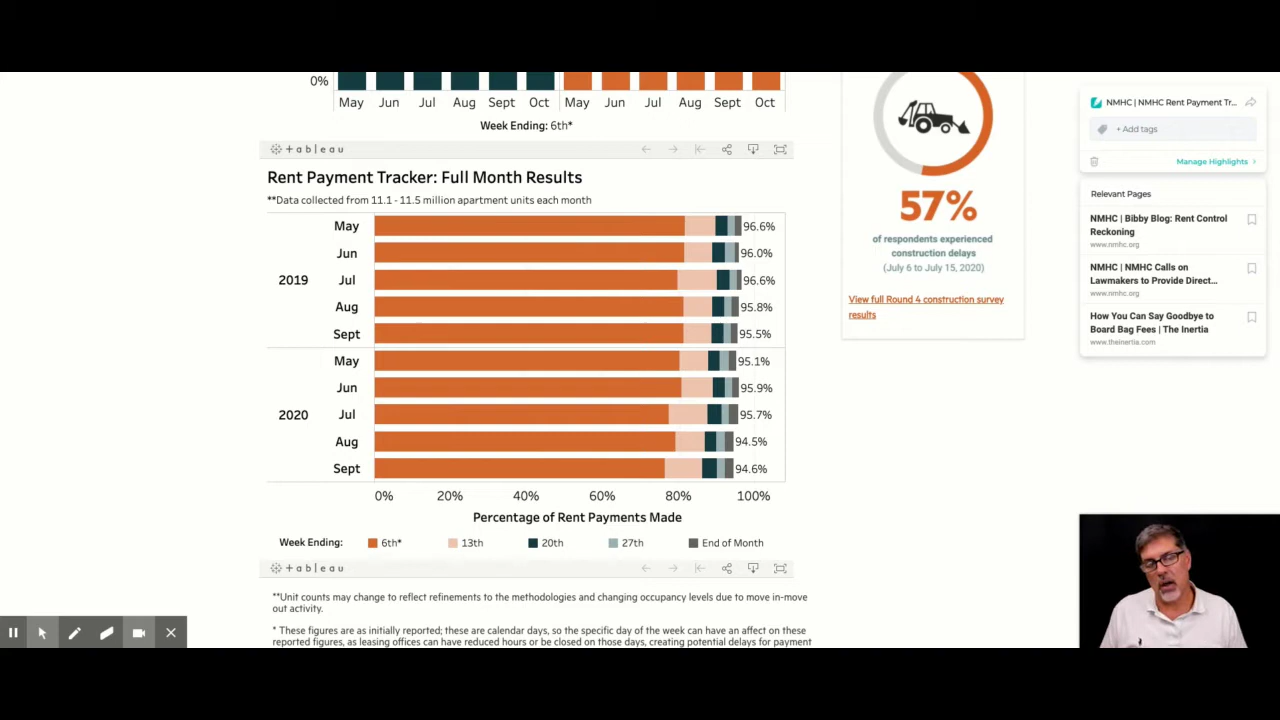 0%
May Jun Jul Aug Sept Oct May Jun Jul Aug Sept Oct
Week Ending: 6th*
+ableau
Rent Payment Tracker: Full Month Results
**Data collected from 11.1 - 11.5 million apartment units each month
2019
May 96.6%
Jun 96.0%
Jul 96.6%
Aug 95.8%
Sept 95.5%
2020
May 95.1%
Jun 95.9%
Jul 95.7%
Aug 94.5%
Sept 94.6%
0% 20% 40% 60% 80% 100%
Percentage of Rent Payments Made
Week Ending: 6th* 13th 20th 27th End of Month
+ableau
**Unit counts may change to reflect refinements to the methodologies and changing occupancy levels due to move in-move
out activity.
* These figures are as initially reported; these are calendar days, so the specific day of the week can have an affect on these
reported figures, as leasing offices can have reduced hours or be closed on those days, creating potential delays for payment
57%
of respondents experienced
construction delays
(July 6 to July 15, 2020)
View full Round 4 construction survey
results
NMHC | NMHC Rent Payment Tr...
+ Add tags
Manage Highlights
Relevant Pages
NMHC | Bibby Blog: Rent Control
Reckoning
www.nmhc.org
NMHC | NMHC Calls on
Lawmakers to Provide Direct...
www.nmhc.org
How You Can Say Goodbye to
Board Bag Fees | The Inertia
www.theinertia.com